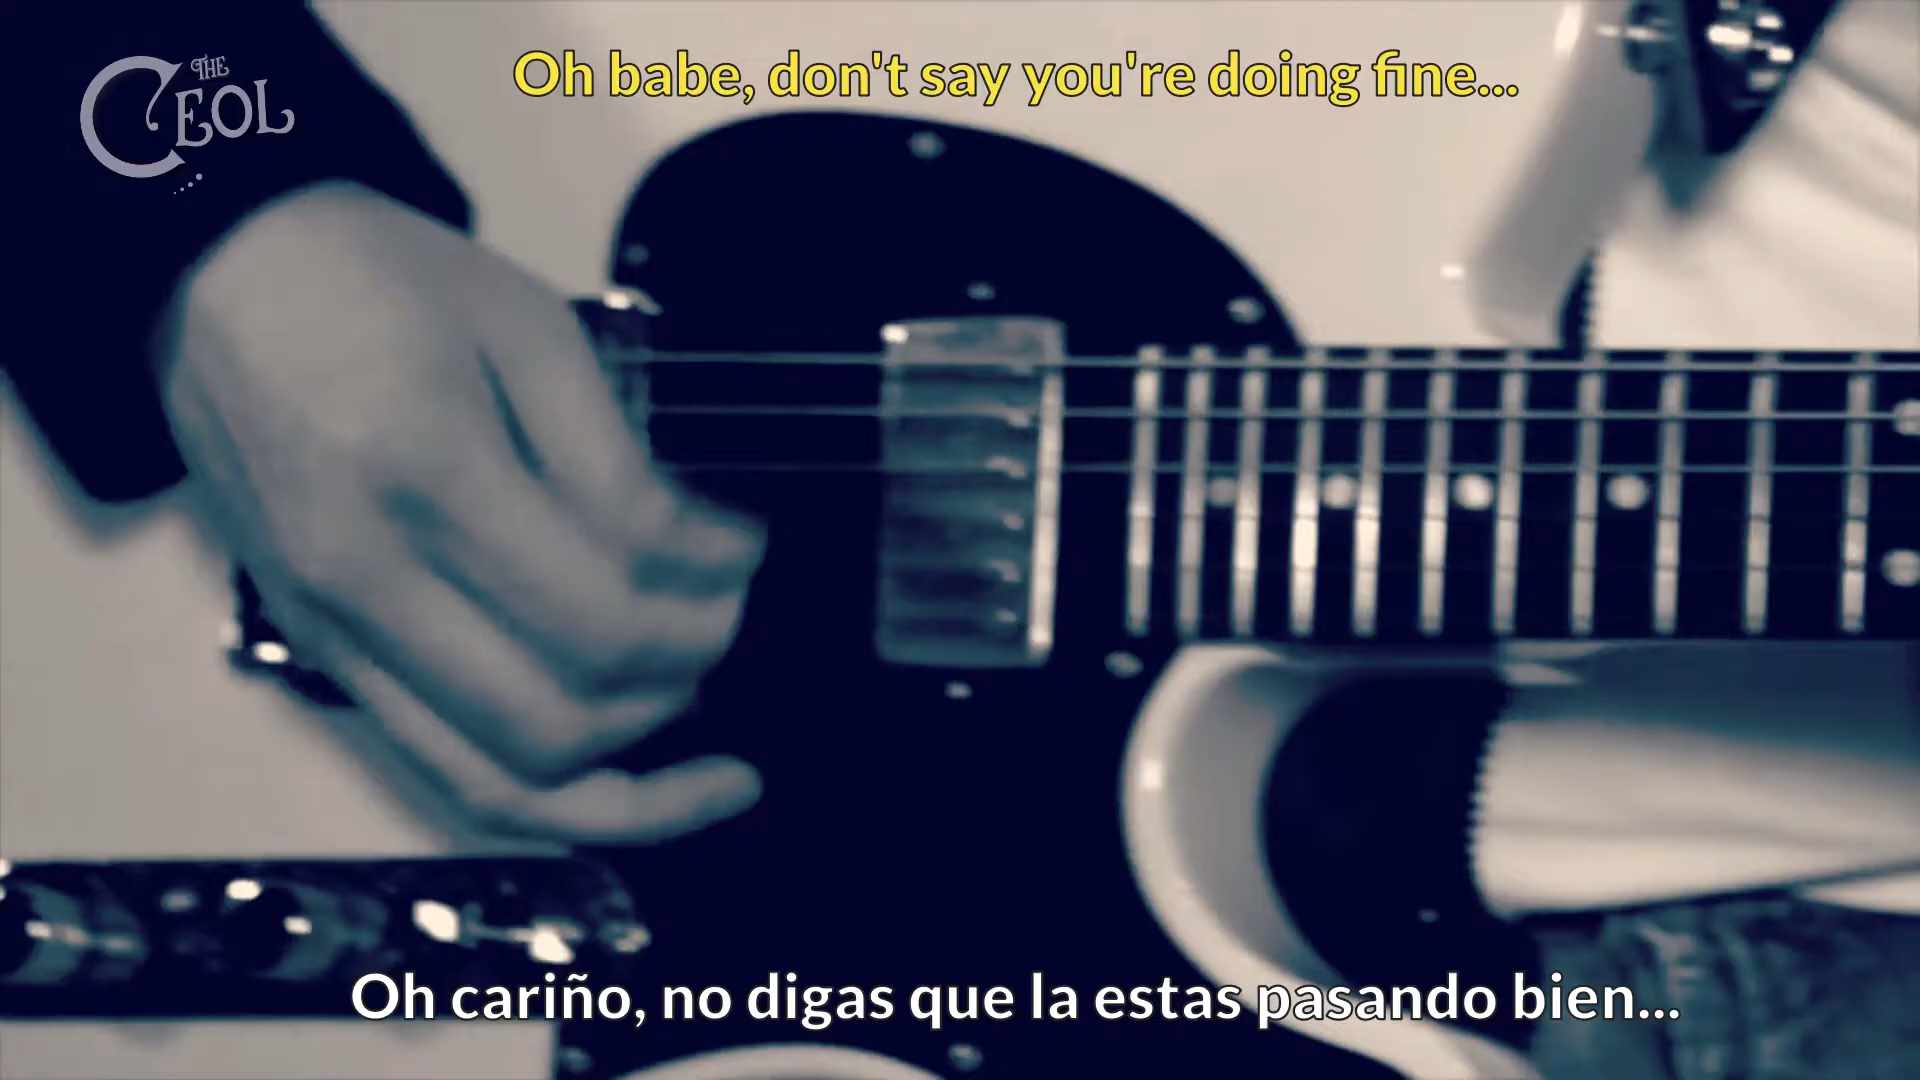 THE
CEOL
Oh babe, don't say you're doing fine...
Oh cariño, no digas que la estas pasando bien...